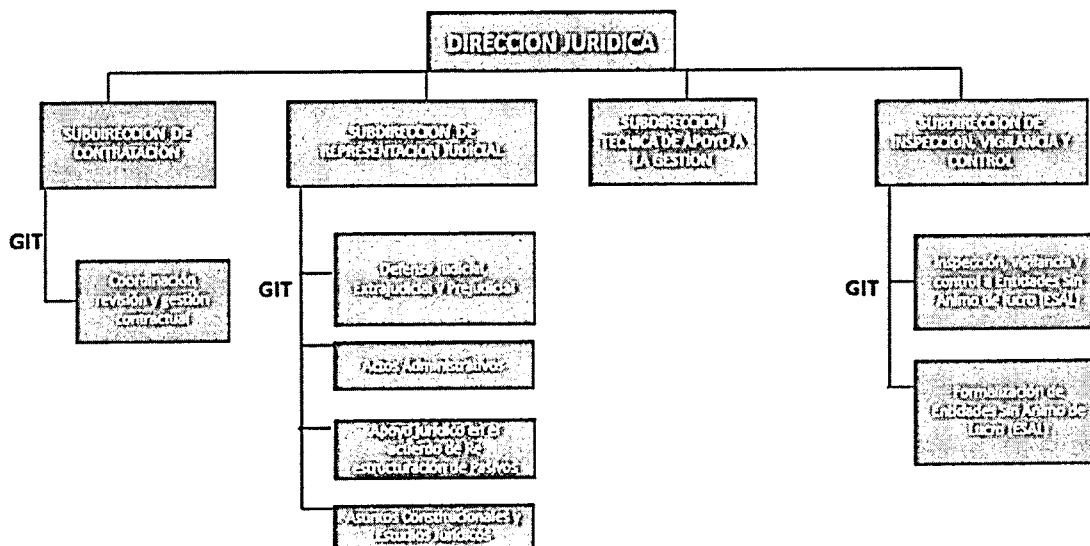 DIRECCION JURIDICA
SUBDIRECCION DE
CONTRATACIÓN
SUBDIRECCION DE
REPRESENTACION JUDICIAL
SUBDIRECCION
TECNICA DE APOYO A
LA GESTION
SUBDIRECCION DE
INSPECCION, VIGILANCIA Y
CONTROL
GIT
Coordinación
revisión y gestión
contractual
GIT
Defensa Judicial,
Extrajudicial y Prejudicial
Actos Administrativos
Apoyo Jurídico en el
acuerdo de Re
estructuración de Pasivos
Asuntos Constitucionales y
Estudios Jurídicos
GIT
Inspección, Vigilancia y
control a Entidades Sin
Ánimo de Lucro (ESAL)
Formalización de
Entidades Sin Ánimo de
Lucro (ESAL)